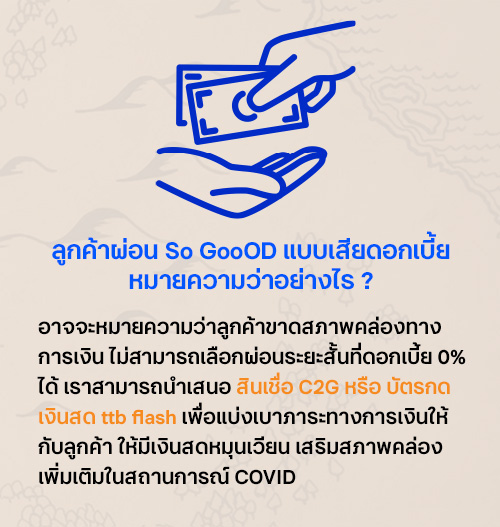 ลูกค้าผ่อน So GooOD แบบเสียดอกเบี้ย
หมายความว่าอย่างไร ?
อาจจะหมายความว่าลูกค้าขาดสภาพคล่องทาง
การเงิน ไม่สามารถเลือกผ่อนระยะสั้นที่ดอกเบี้ย 0%
ได้ เราสามารถนำเสนอ สินเชื่อ C2G หรือ บัตรกด
เงินสด ttb flash เพื่อแบ่งเบาภาระทางการเงินให้
กับลูกค้า ให้มีเงินสดหมุนเวียน เสริมสภาพคล่อง
เพิ่มเติมในสถานการณ์ COVID